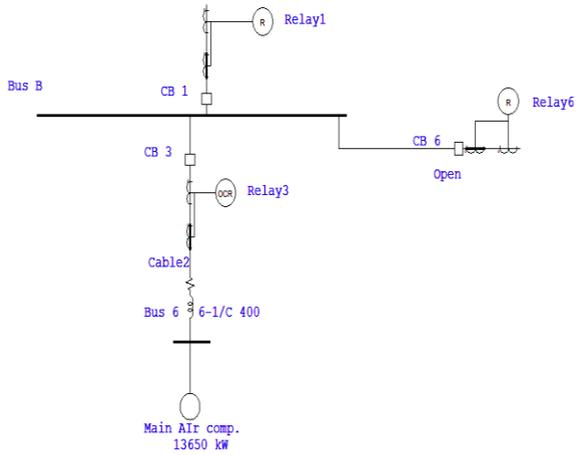 R Relay1
Bus B
CB 1
R Relay6
CB 6
CB 3
Open
OCR Relay3
Cable2
Bus 6 6-1/C 400
Main AIr comp.
13650 kW